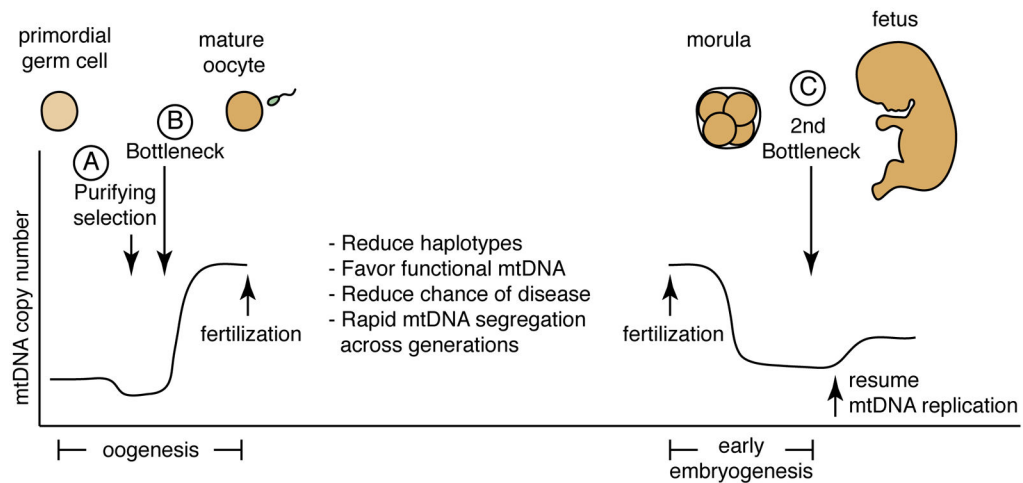 primordial
germ cell
mature
oocyte
A
Purifying
selection
B
Bottleneck
fertilization
mtDNA copy number
oogenesis
- Reduce haplotypes
- Favor functional mtDNA
- Reduce chance of disease
- Rapid mtDNA segregation
across generations
morula
C
2nd
Bottleneck
fetus
fertilization
resume
mtDNA replication
early
embryogenesis